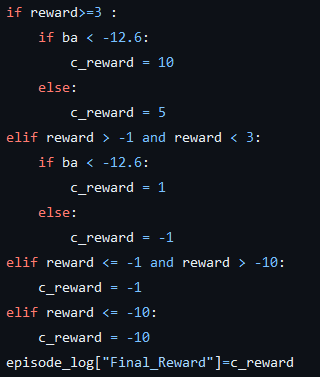 if reward>=3 :
    if ba < -12.6:
        c_reward = 10
    else:
        c_reward = 5
elif reward > -1 and reward < 3:
    if ba < -12.6:
        c_reward = 1
    else:
        c_reward = -1
elif reward <= -1 and reward > -10:
    c_reward = -1
elif reward <= -10:
    c_reward = -10
episode_log["Final_Reward"]=c_reward